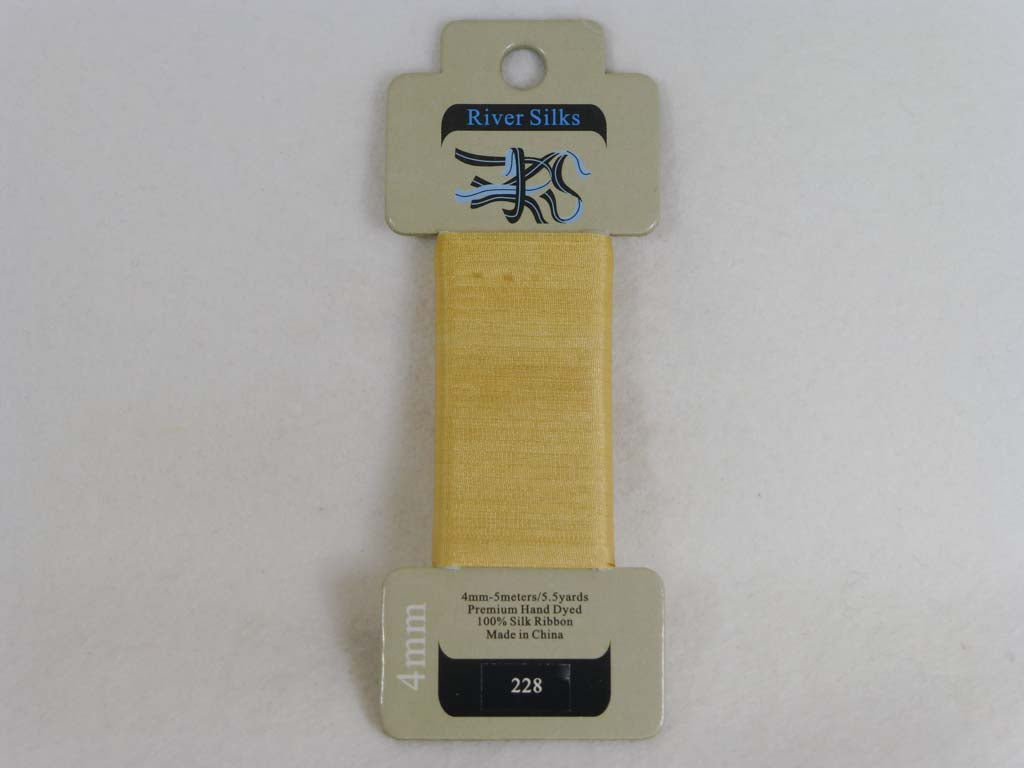 River Silks
4mm-5meters/5.5yards
Premium Hand Dyed
100% Silk Ribbon
Made in China
4mm
228